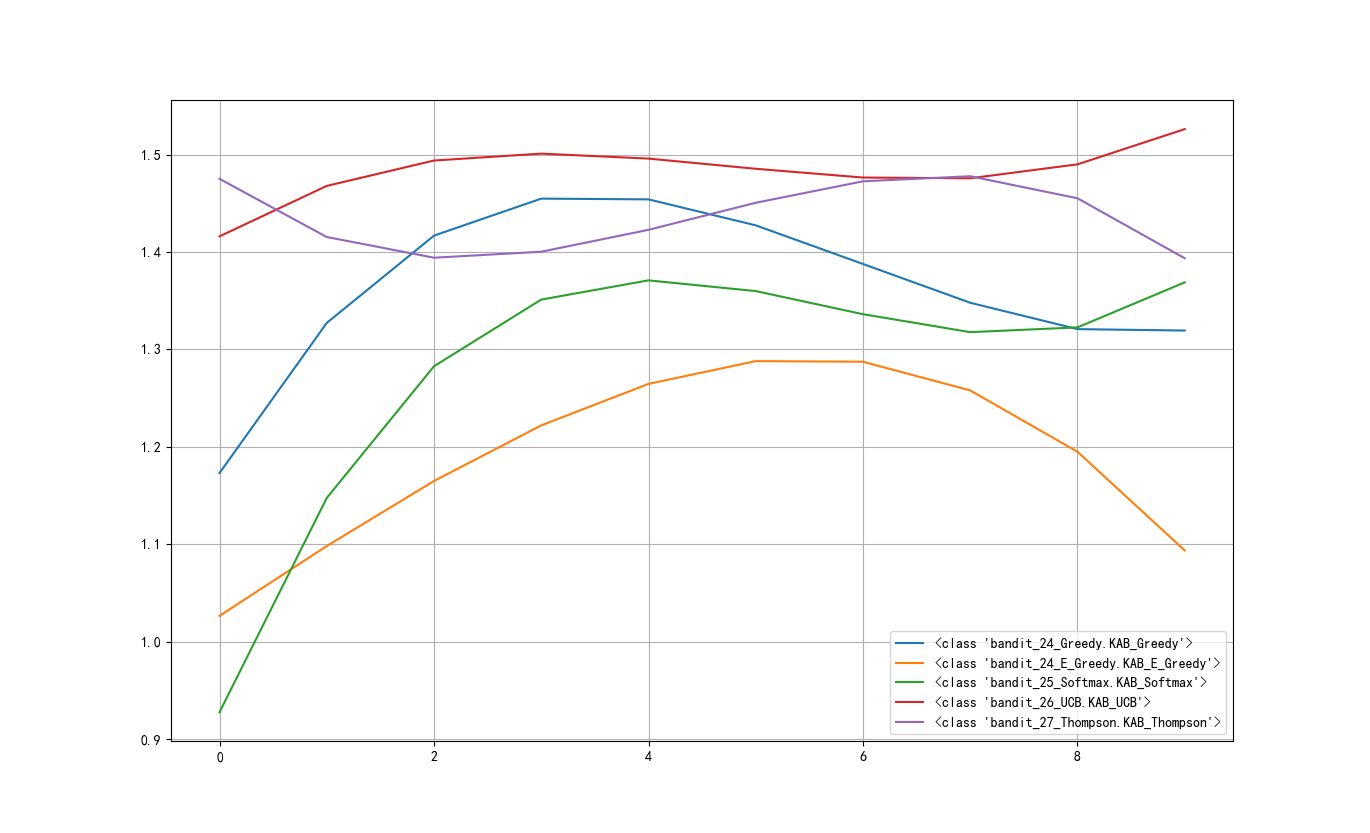 1.5
1.4
1.3
1.2
1.1
1.0
0.9
0 2 4 6 8
<class 'bandit_24_Greedy.KAB_Greedy'>
<class 'bandit_24_E_Greedy.KAB_E_Greedy'>
<class 'bandit_25_Softmax.KAB_Softmax'>
<class 'bandit_26_UCB.KAB_UCB'>
<class 'bandit_27_Thompson.KAB_Thompson'>